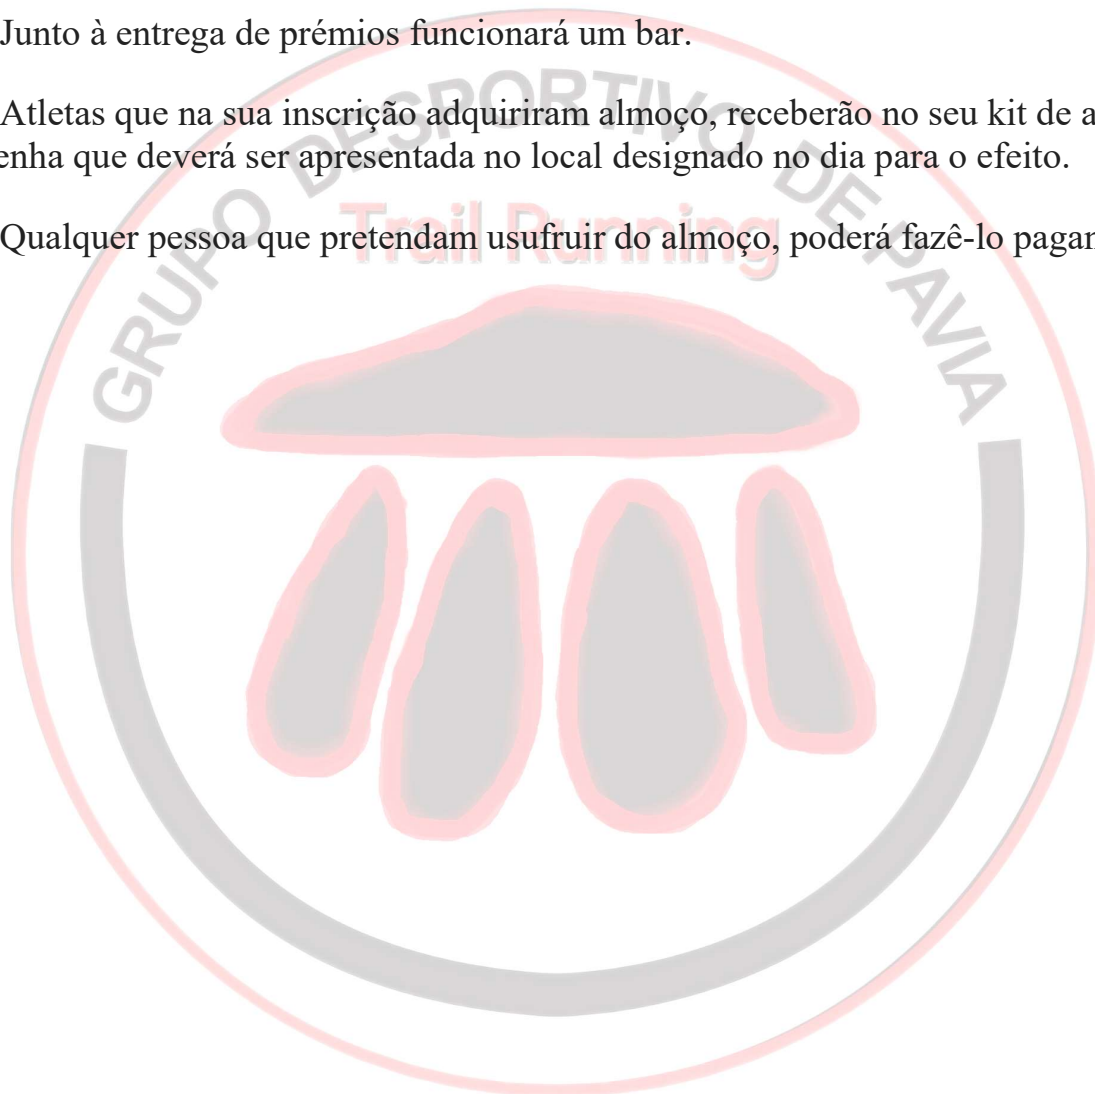 Junto à entrega de prémios funcionará um bar.
Atletas que na sua inscrição adquiriram almoço, receberão no seu kit de a
enha que deverá ser apresentada no local designado no dia para o efeito.
Qualquer pessoa que pretendam usufruir do almoço, poderá fazê-lo pagan
GRUPO DESPORTIVO DE PAVIA
Trail Running